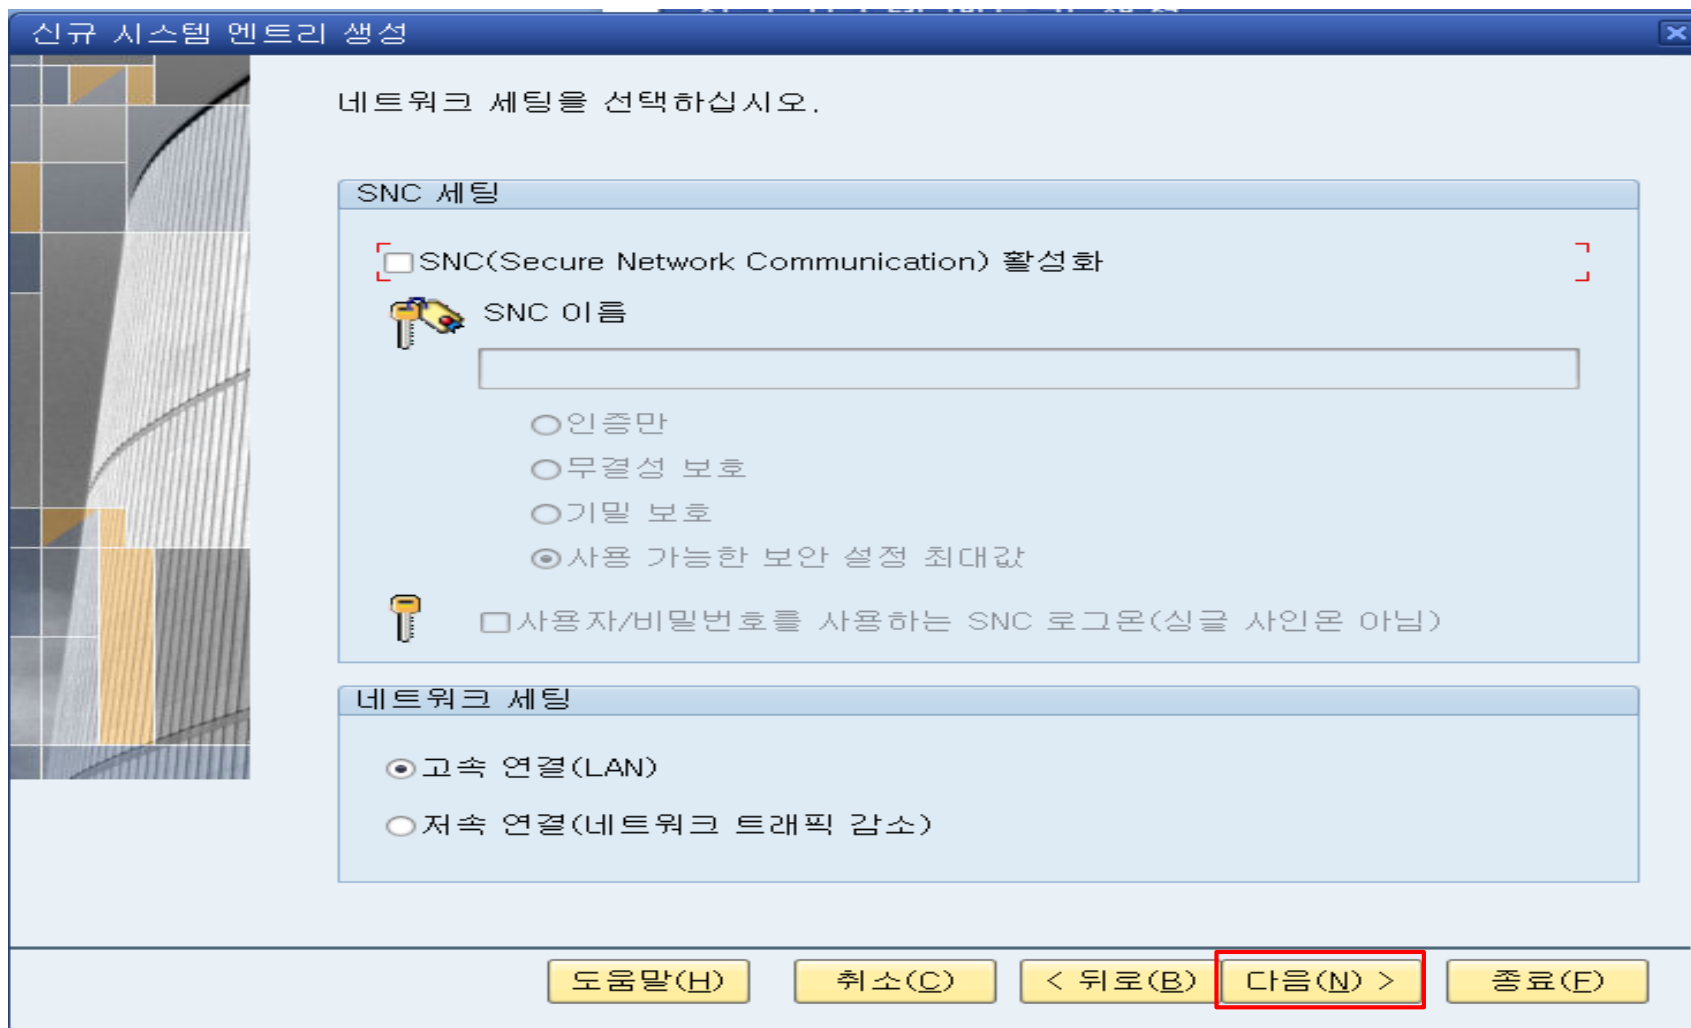 신규 시스템 엔트리 생성
네트워크 세팅을 선택하십시오.
SNC 세팅
SNC(Secure Network Communication) 활성화
SNC 이름
인증만
무결성 보호
기밀 보호
사용 가능한 보안 설정 최대값
사용자/비밀번호를 사용하는 SNC 로그온(싱글 사인온 아님)
네트워크 세팅
고속 연결(LAN)
저속 연결(네트워크 트래픽 감소)
도움말(H) 취소(C) < 뒤로(B) 다음(N) > 종료(F)